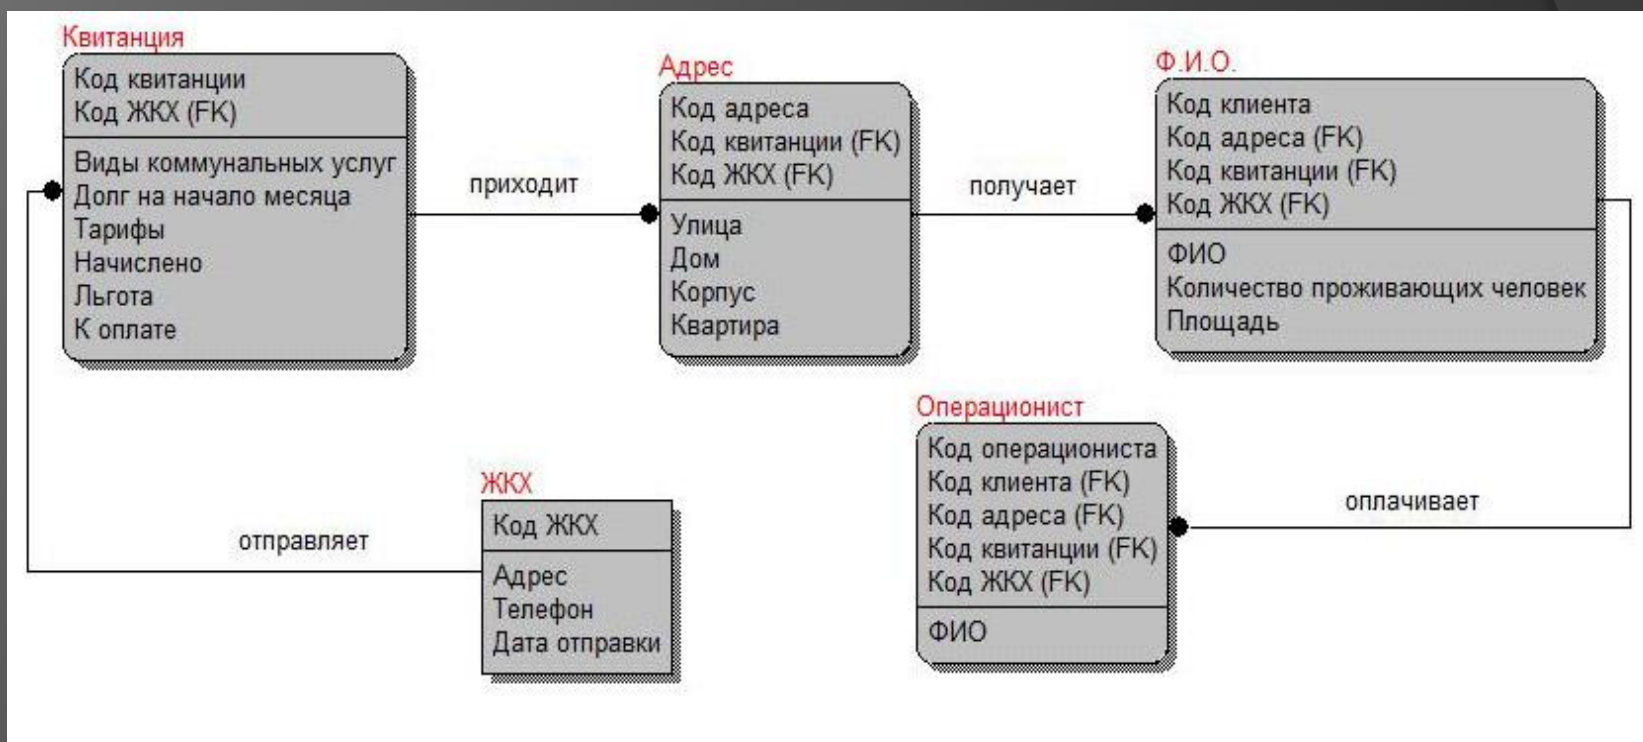 Квитанция
Код квитанции
Код ЖКХ (FK)
Виды коммунальных услуг
Долг на начало месяца
Тарифы
Начислено
Льгота
К оплате
приходит
Адрес
Код адреса
Код квитанции (FK)
Код ЖКХ (FK)
Улица
Дом
Корпус
Квартира
получает
Ф.И.О.
Код клиента
Код адреса (FK)
Код квитанции (FK)
Код ЖКХ (FK)
ФИО
Количество проживающих человек
Площадь
отправляет
ЖКХ
Код ЖКХ
Адрес
Телефон
Дата отправки
Операционист
Код операциониста
Код клиента (FK)
Код адреса (FK)
Код квитанции (FK)
Код ЖКХ (FK)
ФИО
оплачивает